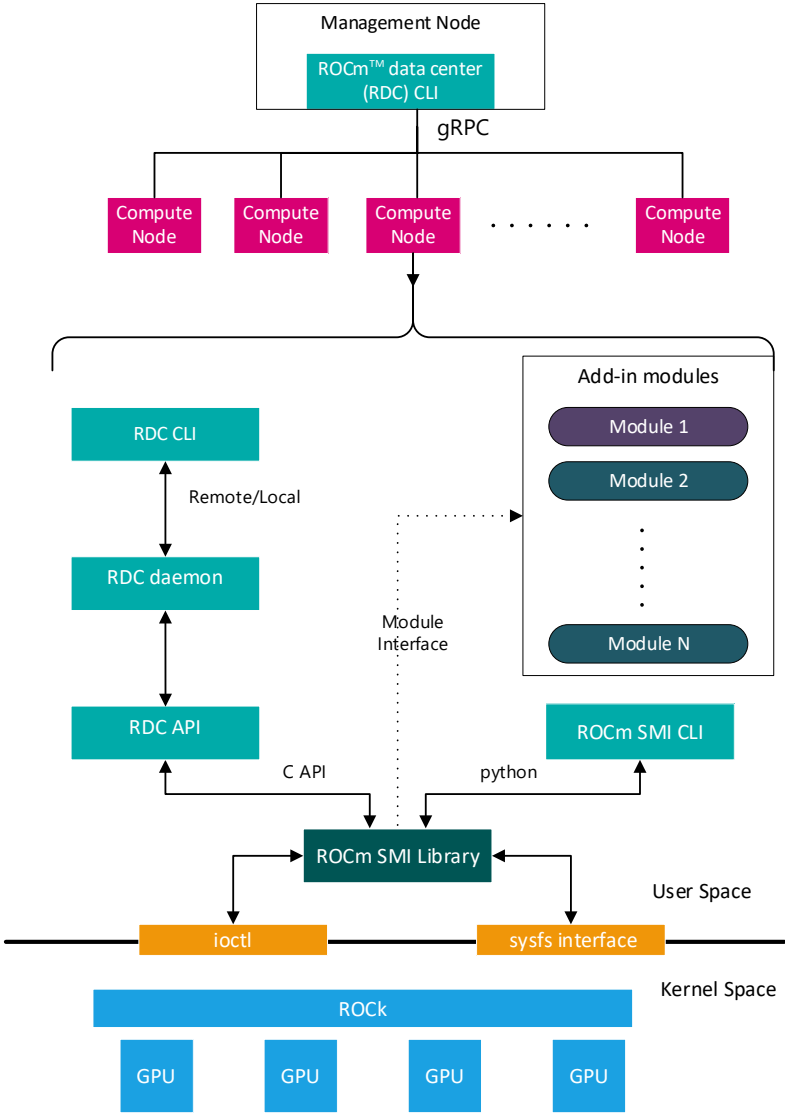 Management Node
ROCm™ data center
(RDC) CLI
gRPC
Compute
Node
Compute
Node
Compute
Node
Compute
Node
Add-in modules
Module 1
Module 2
Module N
RDC CLI
Remote/Local
RDC daemon
Module
Interface
RDC API
ROCm SMI CLI
C API
python
ROCm SMI Library
User Space
ioctl
sysfs interface
Kernel Space
ROCk
GPU
GPU
GPU
GPU